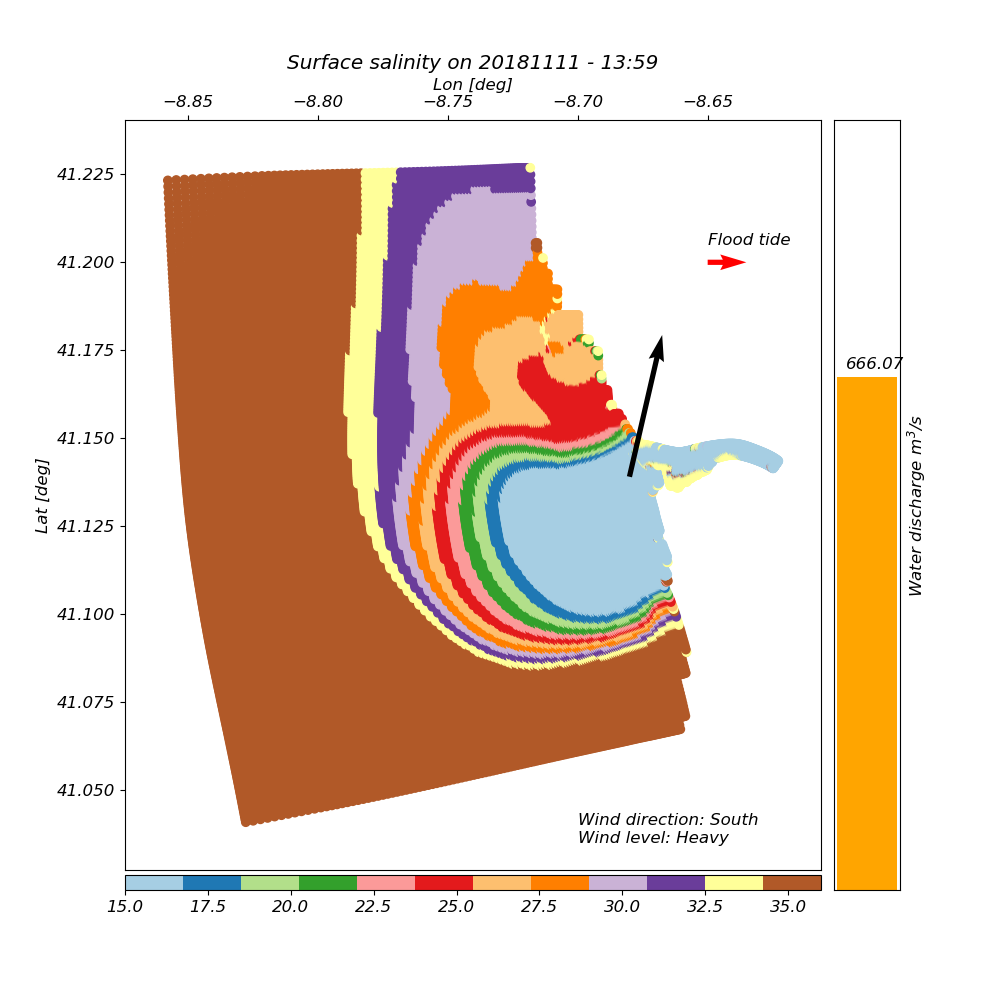 Surface salinity on 20181111 - 13:59
Lon [deg]
−8.85 −8.80 −8.75 −8.70 −8.65
41.225
41.200
41.175
41.150
41.125
41.100
41.075
41.050
Lat [deg]
Flood tide
666.07
Water discharge m³/s
Wind direction: South
Wind level: Heavy
15.0 17.5 20.0 22.5 25.0 27.5 30.0 32.5 35.0